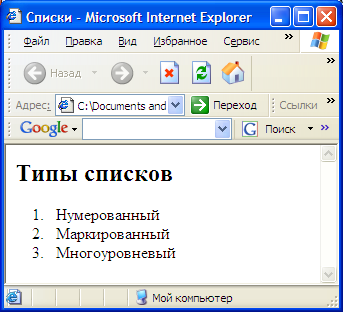 Списки - Microsoft Internet Explorer
Файл Правка Вид Избранное Сервис »
Назад »
Адрес: C:\Documents and Переход Ссылки »
Google Поиск »
Типы списков
1. Нумерованный
2. Маркированный
3. Многоуровневый
Мой компьютер